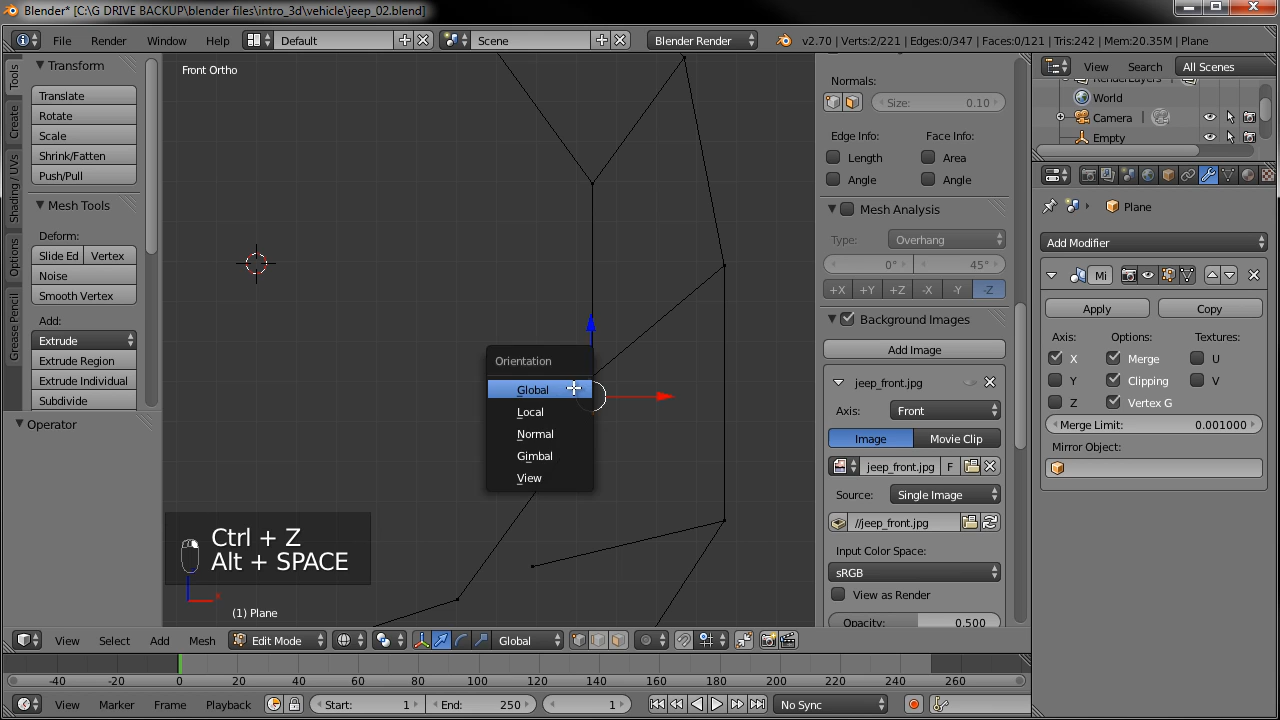 Blender* [C:\G DRIVE BACKUP\blender files\intro_3d\vehicle\jeep_02.blend]
File Render Window Help Default Scene Blender Render v2.70 | Verts:2/221 | Edges:0/347 | Faces:0/121 | Tris:242 | Mem:20.35M | Plane
View Search All Scenes
Tools
Create
Shading / UVs
Options
Grease Pencil
Transform
Translate
Rotate
Scale
Shrink/Fatten
Push/Pull
Mesh Tools
Deform:
Slide Ed Vertex
Noise
Smooth Vertex
Add:
Extrude
Extrude Region
Extrude Individual
Subdivide
Operator
Front Ortho
Orientation
Global
Local
Normal
Gimbal
View
Ctrl + Z
Alt + SPACE
x
(1) Plane
Normals:
Size: 0.10
Edge Info: Face Info:
Length Area
Angle Angle
Mesh Analysis
Type: Overhang
0° 45°
+X +Y +Z -X -Y -Z
Background Images
Add Image
jeep_front.jpg
Axis: Front
Image Movie Clip
jeep_front.jpg F
Source: Single Image
//jeep_front.jpg
Input Color Space:
sRGB
View as Render
Opacity: 0.500
RenderLayers
World
Camera
Empty
Plane
Add Modifier
Mi
Apply Copy
Axis: Options: Textures:
X Merge U
Y Clipping V
Z Vertex G
Merge Limit: 0.001000
Mirror Object:
View Select Add Mesh Edit Mode Global
-40 -20 0 20 40 60 80 100 120 140 160 180 200 220 240 260
View Marker Frame Playback Start: 1 End: 250 1 No Sync